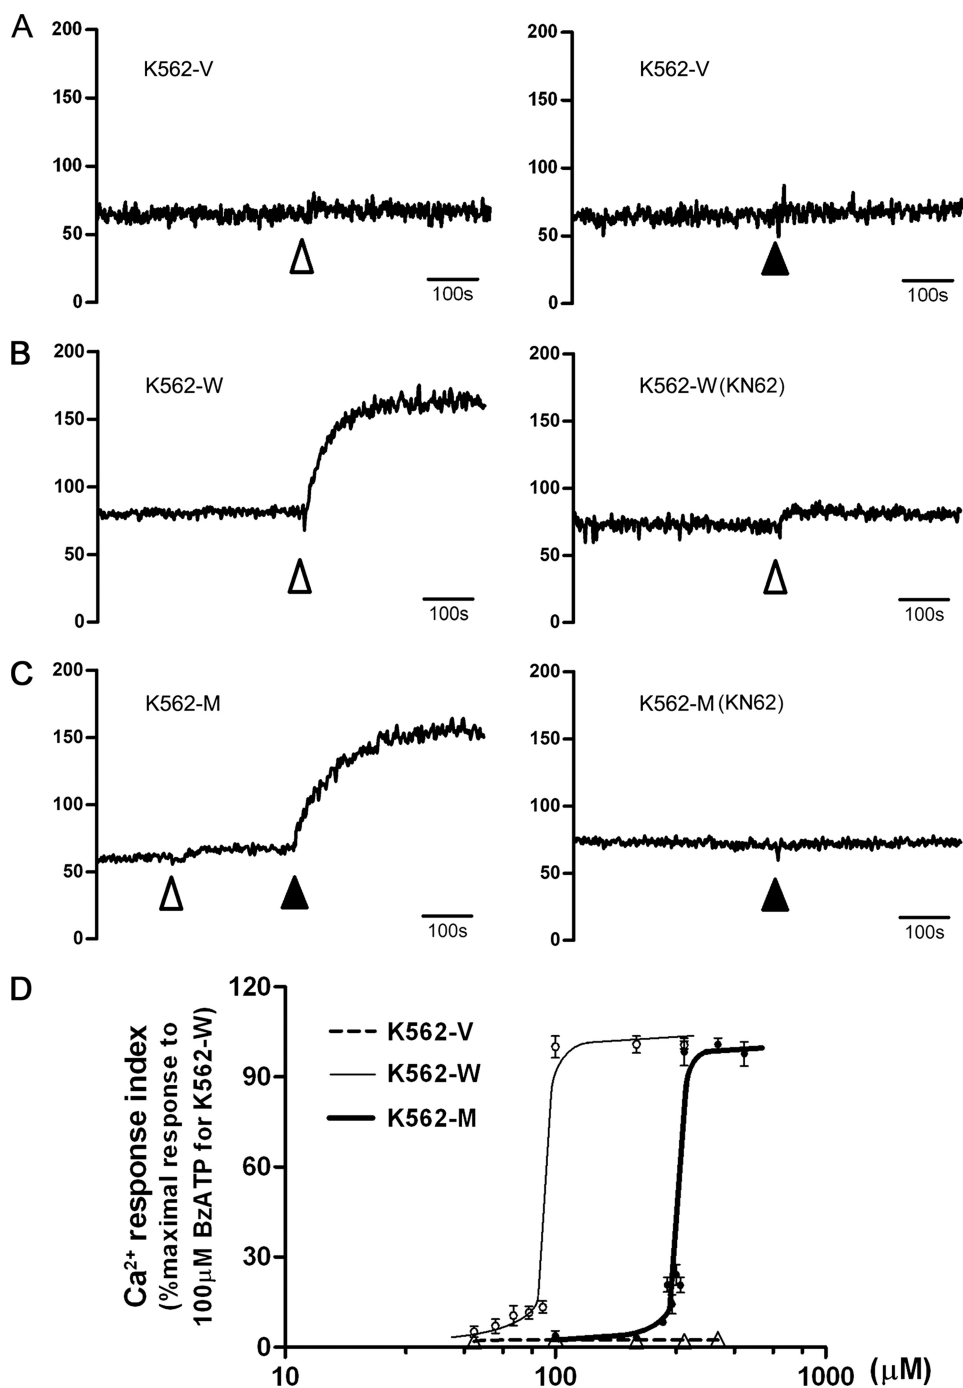 A
200
150
100
50
0
K562-V
100s
200
150
100
50
0
K562-V
100s
B
200
150
100
50
0
K562-W
100s
200
150
100
50
0
K562-W (KN62)
100s
C
200
150
100
50
0
K562-M
100s
200
150
100
50
0
K562-M (KN62)
100s
D
Ca²⁺ response index
(%maximal response to
100μM BzATP for K562-W)
120
90
60
30
0
K562-V
K562-W
K562-M
10
100
1000
(μM)